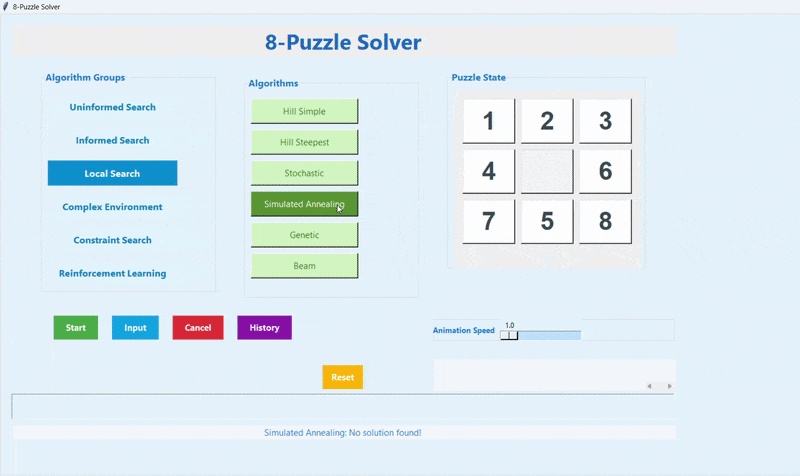 8-Puzzle Solver
8-Puzzle Solver
Algorithm Groups
Uninformed Search
Informed Search
Local Search
Complex Environment
Constraint Search
Reinforcement Learning
Algorithms
Hill Simple
Hill Steepest
Stochastic
Simulated Annealing
Genetic
Beam
Puzzle State
1 2 3
4 6
7 5 8
Start Input Cancel History
Animation Speed 1.0
Reset
Simulated Annealing: No solution found!